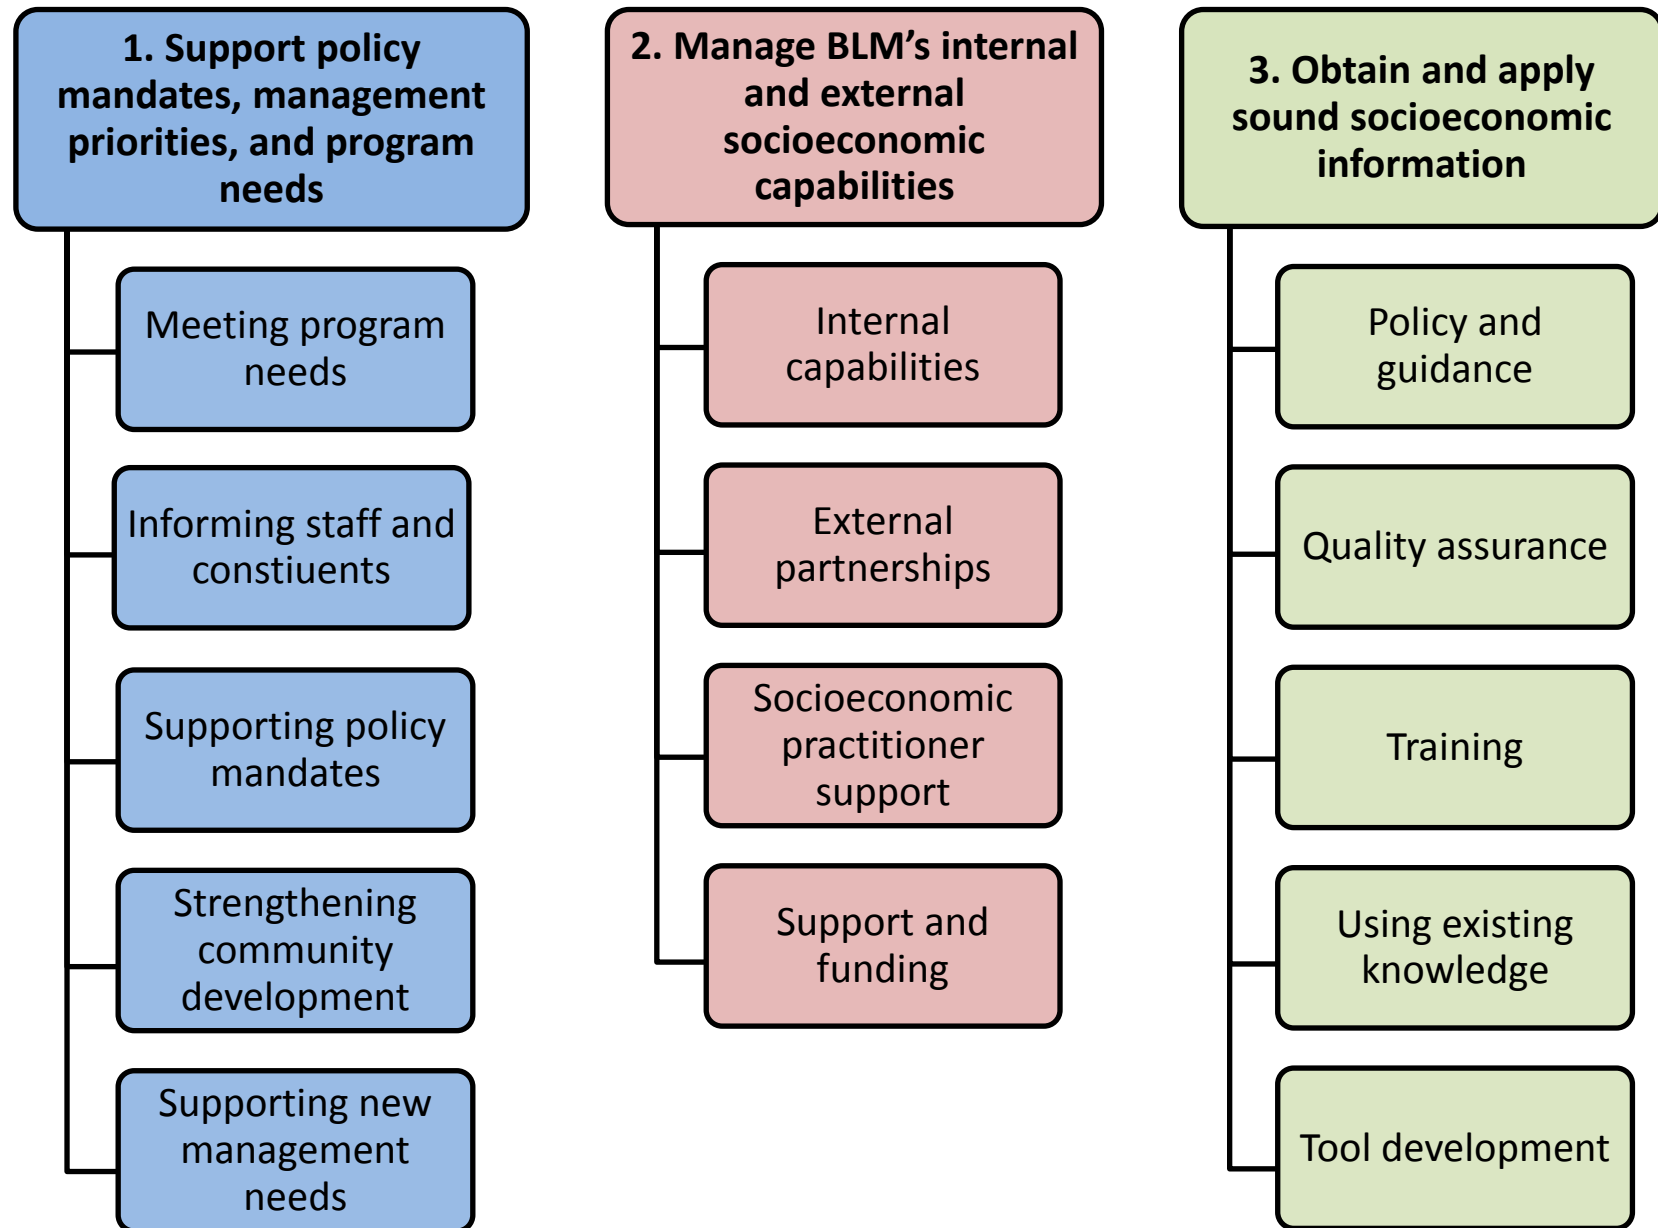 1. Support policy
mandates, management
priorities, and program
needs
Meeting program
needs
Informing staff and
constiuents
Supporting policy
mandates
Strengthening
community
development
Supporting new
management
needs
2. Manage BLM’s internal
and external
socioeconomic
capabilities
Internal
capabilities
External
partnerships
Socioeconomic
practitioner
support
Support and
funding
3. Obtain and apply
sound socioeconomic
information
Policy and
guidance
Quality assurance
Training
Using existing
knowledge
Tool development